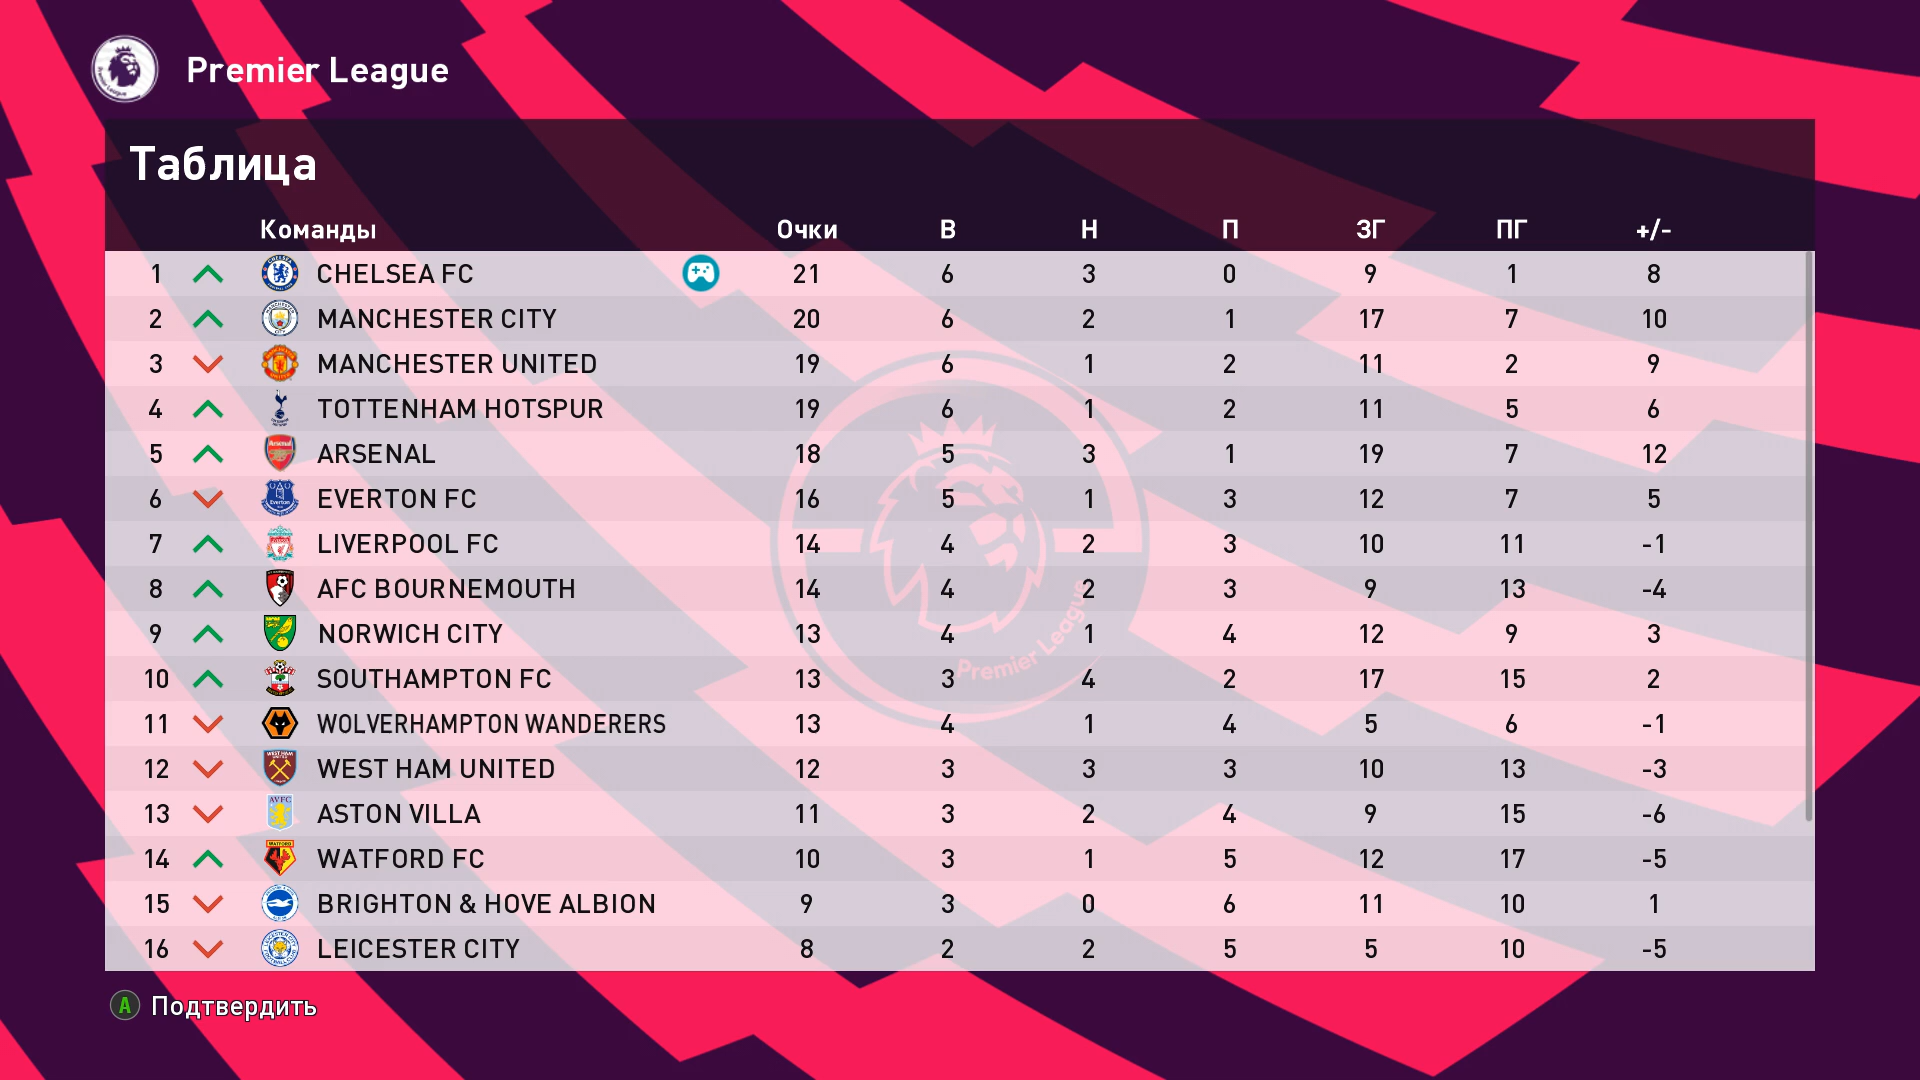 Premier League
Таблица
Команды Очки В Н П ЗГ ПГ +/-
1 CHELSEA FC 21 6 3 0 9 1 8
2 MANCHESTER CITY 20 6 2 1 17 7 10
3 MANCHESTER UNITED 19 6 1 2 11 2 9
4 TOTTENHAM HOTSPUR 19 6 1 2 11 5 6
5 ARSENAL 18 5 3 1 19 7 12
6 EVERTON FC 16 5 1 3 12 7 5
7 LIVERPOOL FC 14 4 2 3 10 11 -1
8 AFC BOURNEMOUTH 14 4 2 3 9 13 -4
9 NORWICH CITY 13 4 1 4 12 9 3
10 SOUTHAMPTON FC 13 3 4 2 17 15 2
11 WOLVERHAMPTON WANDERERS 13 4 1 4 5 6 -1
12 WEST HAM UNITED 12 3 3 3 10 13 -3
13 ASTON VILLA 11 3 2 4 9 15 -6
14 WATFORD FC 10 3 1 5 12 17 -5
15 BRIGHTON & HOVE ALBION 9 3 0 6 11 10 1
16 LEICESTER CITY 8 2 2 5 5 10 -5
Premier League
A Подтвердить